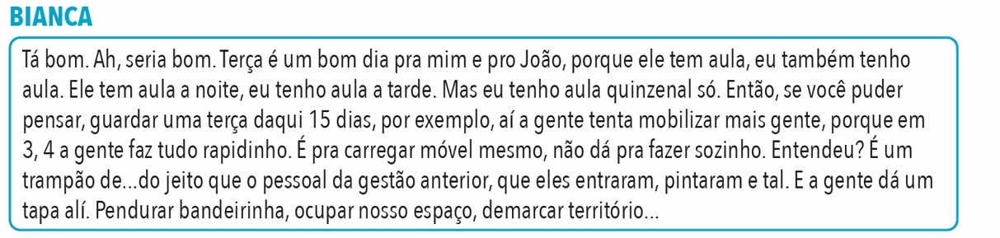 BIANCA
Tá bom. Ah, seria bom. Terça é um bom dia pra mim e pro João, porque ele tem aula, eu também tenho
aula. Ele tem aula a noite, eu tenho aula a tarde. Mas eu tenho aula quinzenal só. Então, se você puder
pensar, guardar uma terça daqui 15 dias, por exemplo, aí a gente tenta mobilizar mais gente, porque em
3, 4 a gente faz tudo rapidinho. É pra carregar móvel mesmo, não dá pra fazer sozinho. Entendeu? É um
trampão de...do jeito que o pessoal da gestão anterior, que eles entraram, pintaram e tal. E a gente dá um
tapa alí. Pendurar bandeirinha, ocupar nosso espaço, demarcar território...